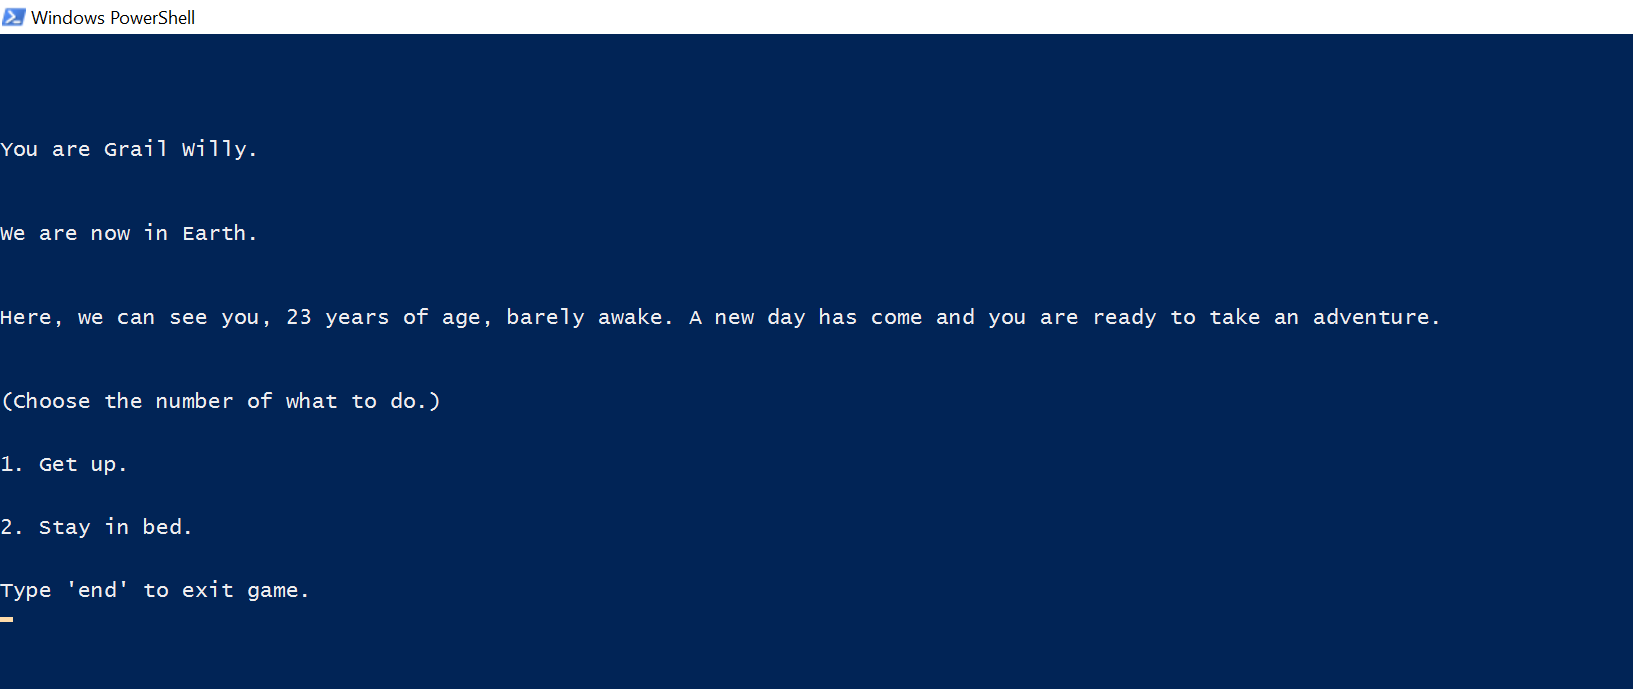 Windows PowerShell
You are Grail Willy.
We are now in Earth.
Here, we can see you, 23 years of age, barely awake. A new day has come and you are ready to take an adventure.
(Choose the number of what to do.)
1. Get up.
2. Stay in bed.
Type 'end' to exit game.